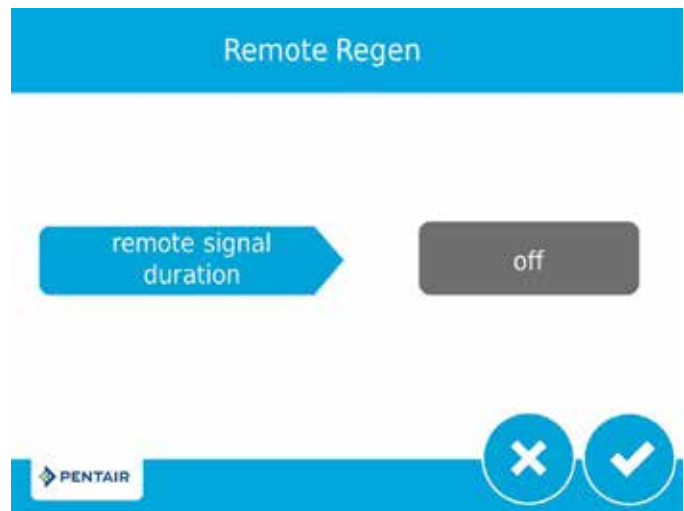 Remote Regen
remote signal
duration
off
PENTAIR